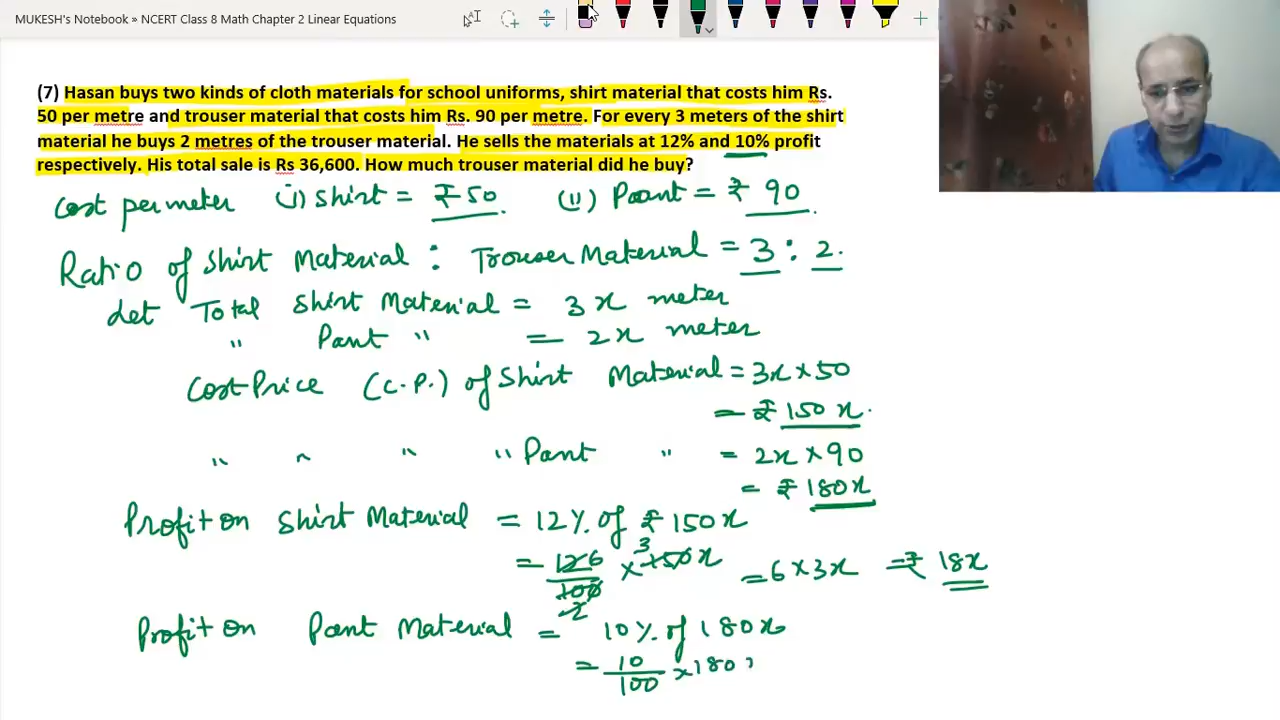 MUKESH's Notebook » NCERT Class 8 Math Chapter 2 Linear Equations
(7) Hasan buys two kinds of cloth materials for school uniforms, shirt material that costs him Rs.
50 per metre and trouser material that costs him Rs. 90 per metre. For every 3 meters of the shirt
material he buys 2 metres of the trouser material. He sells the materials at 12% and 10% profit
respectively. His total sale is Rs 36,600. How much trouser material did he buy?
Cost per meter (i) Shirt = ₹ 50 (ii) Pant = ₹ 90
Ratio of Shirt Material : Trouser Material = 3 : 2.
Let Total Shirt Material = 3x meter
" Pant " = 2x meter
Cost Price (C.P.) of Shirt Material = 3x × 50
= ₹ 150x.
" " " " Pant " = 2x × 90
= ₹ 180x
Profit on Shirt Material = 12% of ₹ 150x
= 12 6 / 100 2 × 3 150x = 6 × 3x = ₹ 18x
Profit on Pant Material = 10% of 180x
= 10/100 × 180